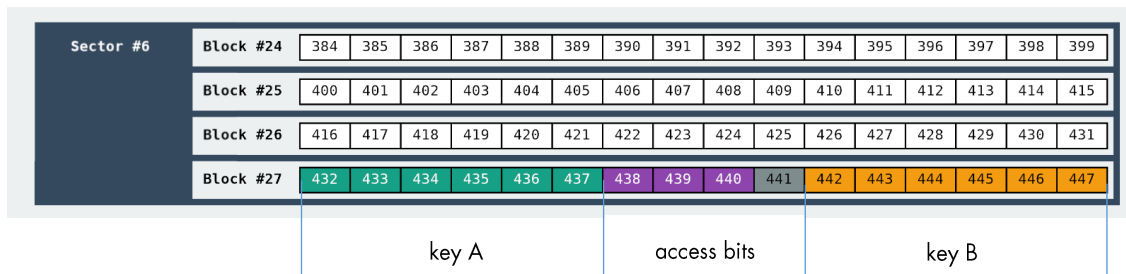 Sector #6 Block #24 384 385 386 387 388 389 390 391 392 393 394 395 396 397 398 399
Block #25 400 401 402 403 404 405 406 407 408 409 410 411 412 413 414 415
Block #26 416 417 418 419 420 421 422 423 424 425 426 427 428 429 430 431
Block #27 432 433 434 435 436 437 438 439 440 441 442 443 444 445 446 447
key A access bits key B